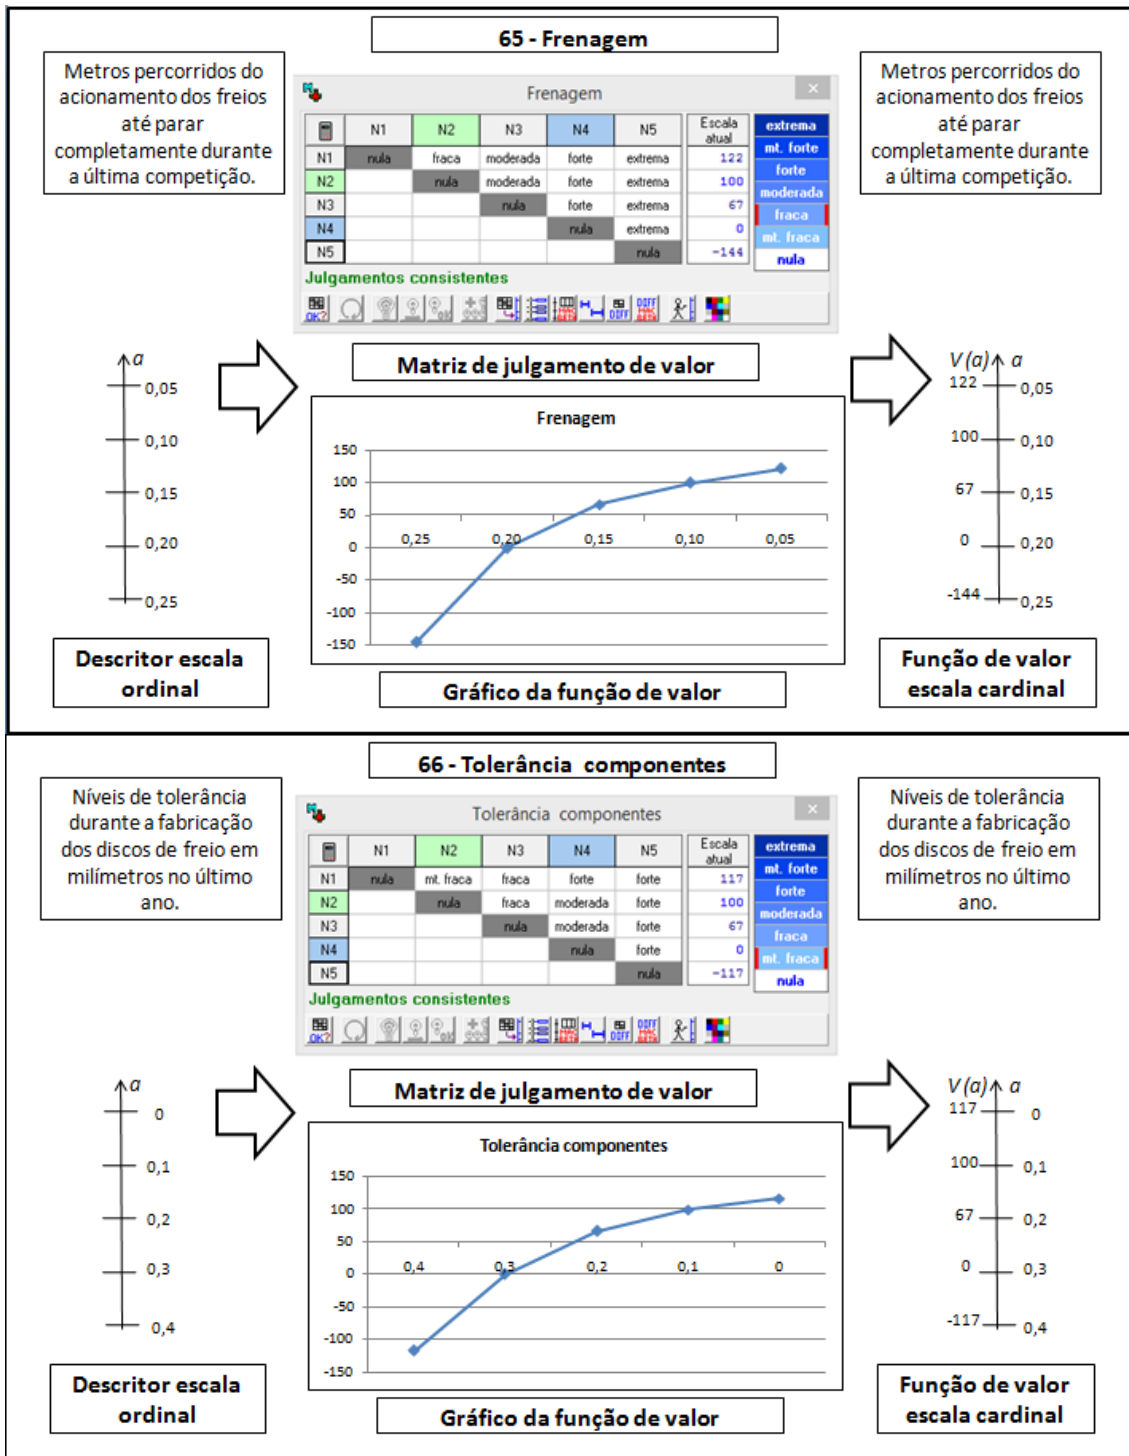 65 - Frenagem
Metros percorridos do
acionamento dos freios
até parar
completamente durante
a última competição.
Frenagem
N1 N2 N3 N4 N5 Escala atual
N1 nula fraca moderada forte extrema 122
N2 nula moderada forte extrema 100
N3 nula forte extrema 67
N4 nula extrema 0
N5 nula -144
Julgamentos consistentes
extrema
mt. forte
forte
moderada
fraca
mt. fraca
nula
Metros percorridos do
acionamento dos freios
até parar
completamente durante
a última competição.
Matriz de julgamento de valor
a
0,05
0,10
0,15
0,20
0,25
Descritor escala
ordinal
Frenagem
150
100
50
0
-50
-100
-150
0,25 0,20 0,15 0,10 0,05
Gráfico da função de valor
V (a) a
122 0,05
100 0,10
67 0,15
0 0,20
-144 0,25
Função de valor
escala cardinal
66 - Tolerância componentes
Níveis de tolerância
durante a fabricação
dos discos de freio em
milímetros no último
ano.
Tolerância componentes
N1 N2 N3 N4 N5 Escala atual
N1 nula mt. fraca fraca forte forte 117
N2 nula fraca moderada forte 100
N3 nula moderada forte 67
N4 nula forte 0
N5 nula -117
Julgamentos consistentes
extrema
mt. forte
forte
moderada
fraca
mt. fraca
nula
Níveis de tolerância
durante a fabricação
dos discos de freio em
milímetros no último
ano.
Matriz de julgamento de valor
a
0
0,1
0,2
0,3
0,4
Descritor escala
ordinal
Tolerância componentes
150
100
50
0
-50
-100
-150
0,4 0,3 0,2 0,1 0
Gráfico da função de valor
V (a) a
117 0
100 0,1
67 0,2
0 0,3
-117 0,4
Função de valor
escala cardinal